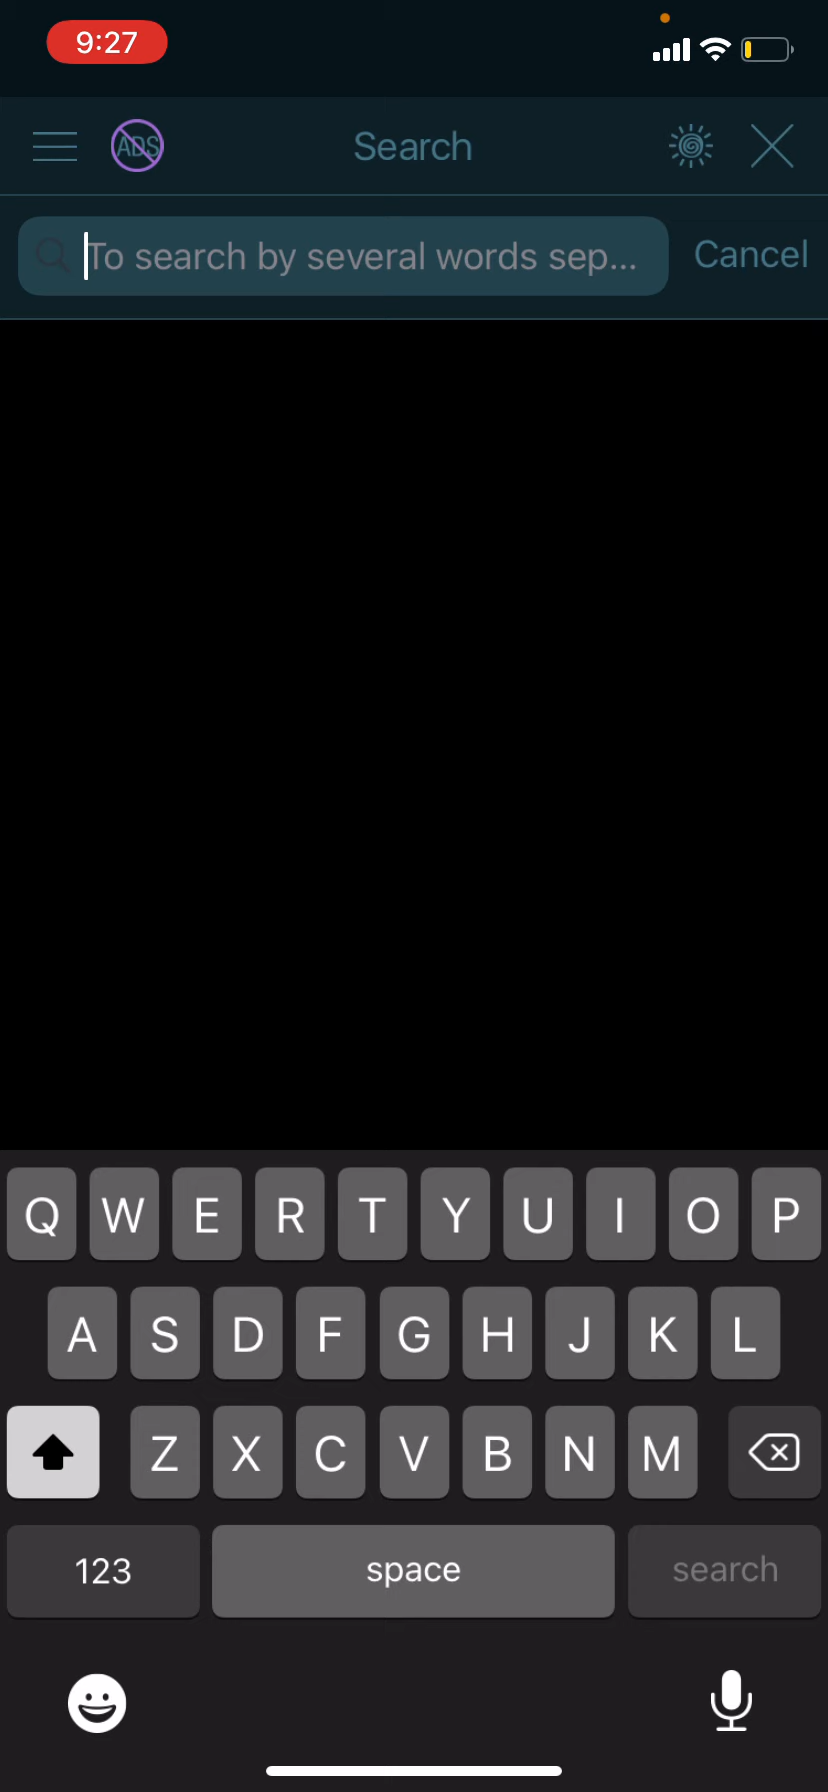 9:27
ADS
Search
To search by several words sep...
Cancel
Q W E R T Y U I O P
A S D F G H J K L
Z X C V B N M
123 space search